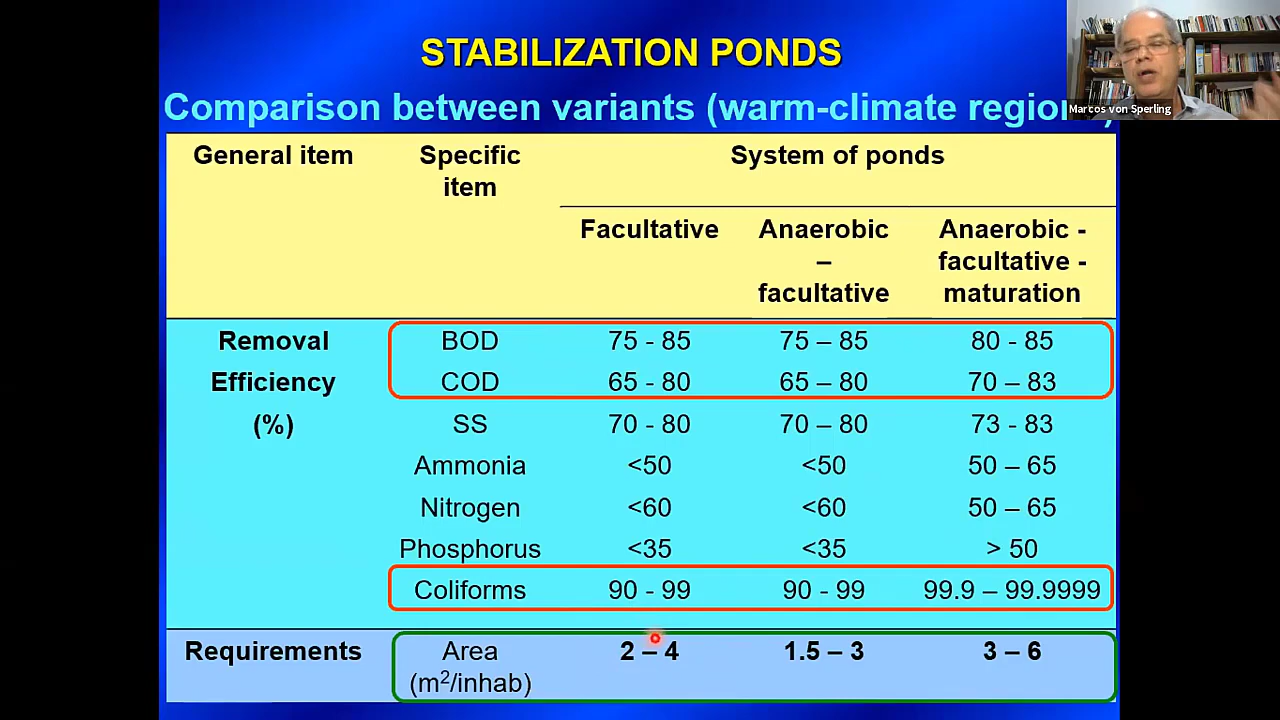 STABILIZATION PONDS
Comparison between variants (warm-climate region
Marcos von Sperling
General item Specific item System of ponds
Facultative Anaerobic – facultative Anaerobic - facultative - maturation
Removal BOD 75 - 85 75 – 85 80 - 85
Efficiency COD 65 - 80 65 – 80 70 – 83
(%) SS 70 - 80 70 – 80 73 - 83
Ammonia <50 <50 50 – 65
Nitrogen <60 <60 50 – 65
Phosphorus <35 <35 > 50
Coliforms 90 - 99 90 - 99 99.9 – 99.9999
Requirements Area 2 – 4 1.5 – 3 3 – 6
(m²/inhab)